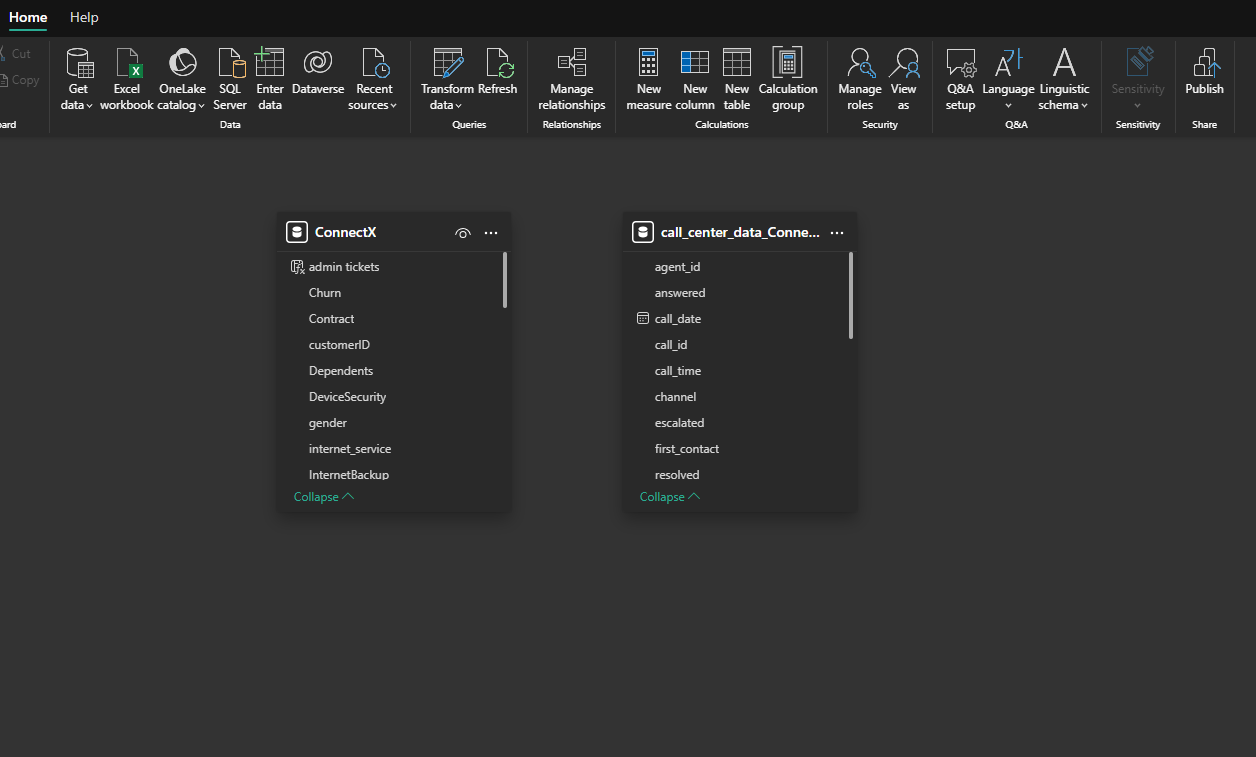 Home Help
Cut
Copy
ard
Get data
Excel workbook
OneLake catalog
SQL Server
Enter data
Dataverse
Recent sources
Data
Transform data
Refresh
Queries
Manage relationships
Relationships
New measure
New column
New table
Calculation group
Calculations
Manage roles
View as
Security
Q&A setup
Language
Linguistic schema
Q&A
Sensitivity
Sensitivity
Publish
Share
ConnectX
admin tickets
Churn
Contract
customerID
Dependents
DeviceSecurity
gender
internet_service
InternetBackup
Collapse
call_center_data_Conne...
agent_id
answered
call_date
call_id
call_time
channel
escalated
first_contact
resolved
Collapse